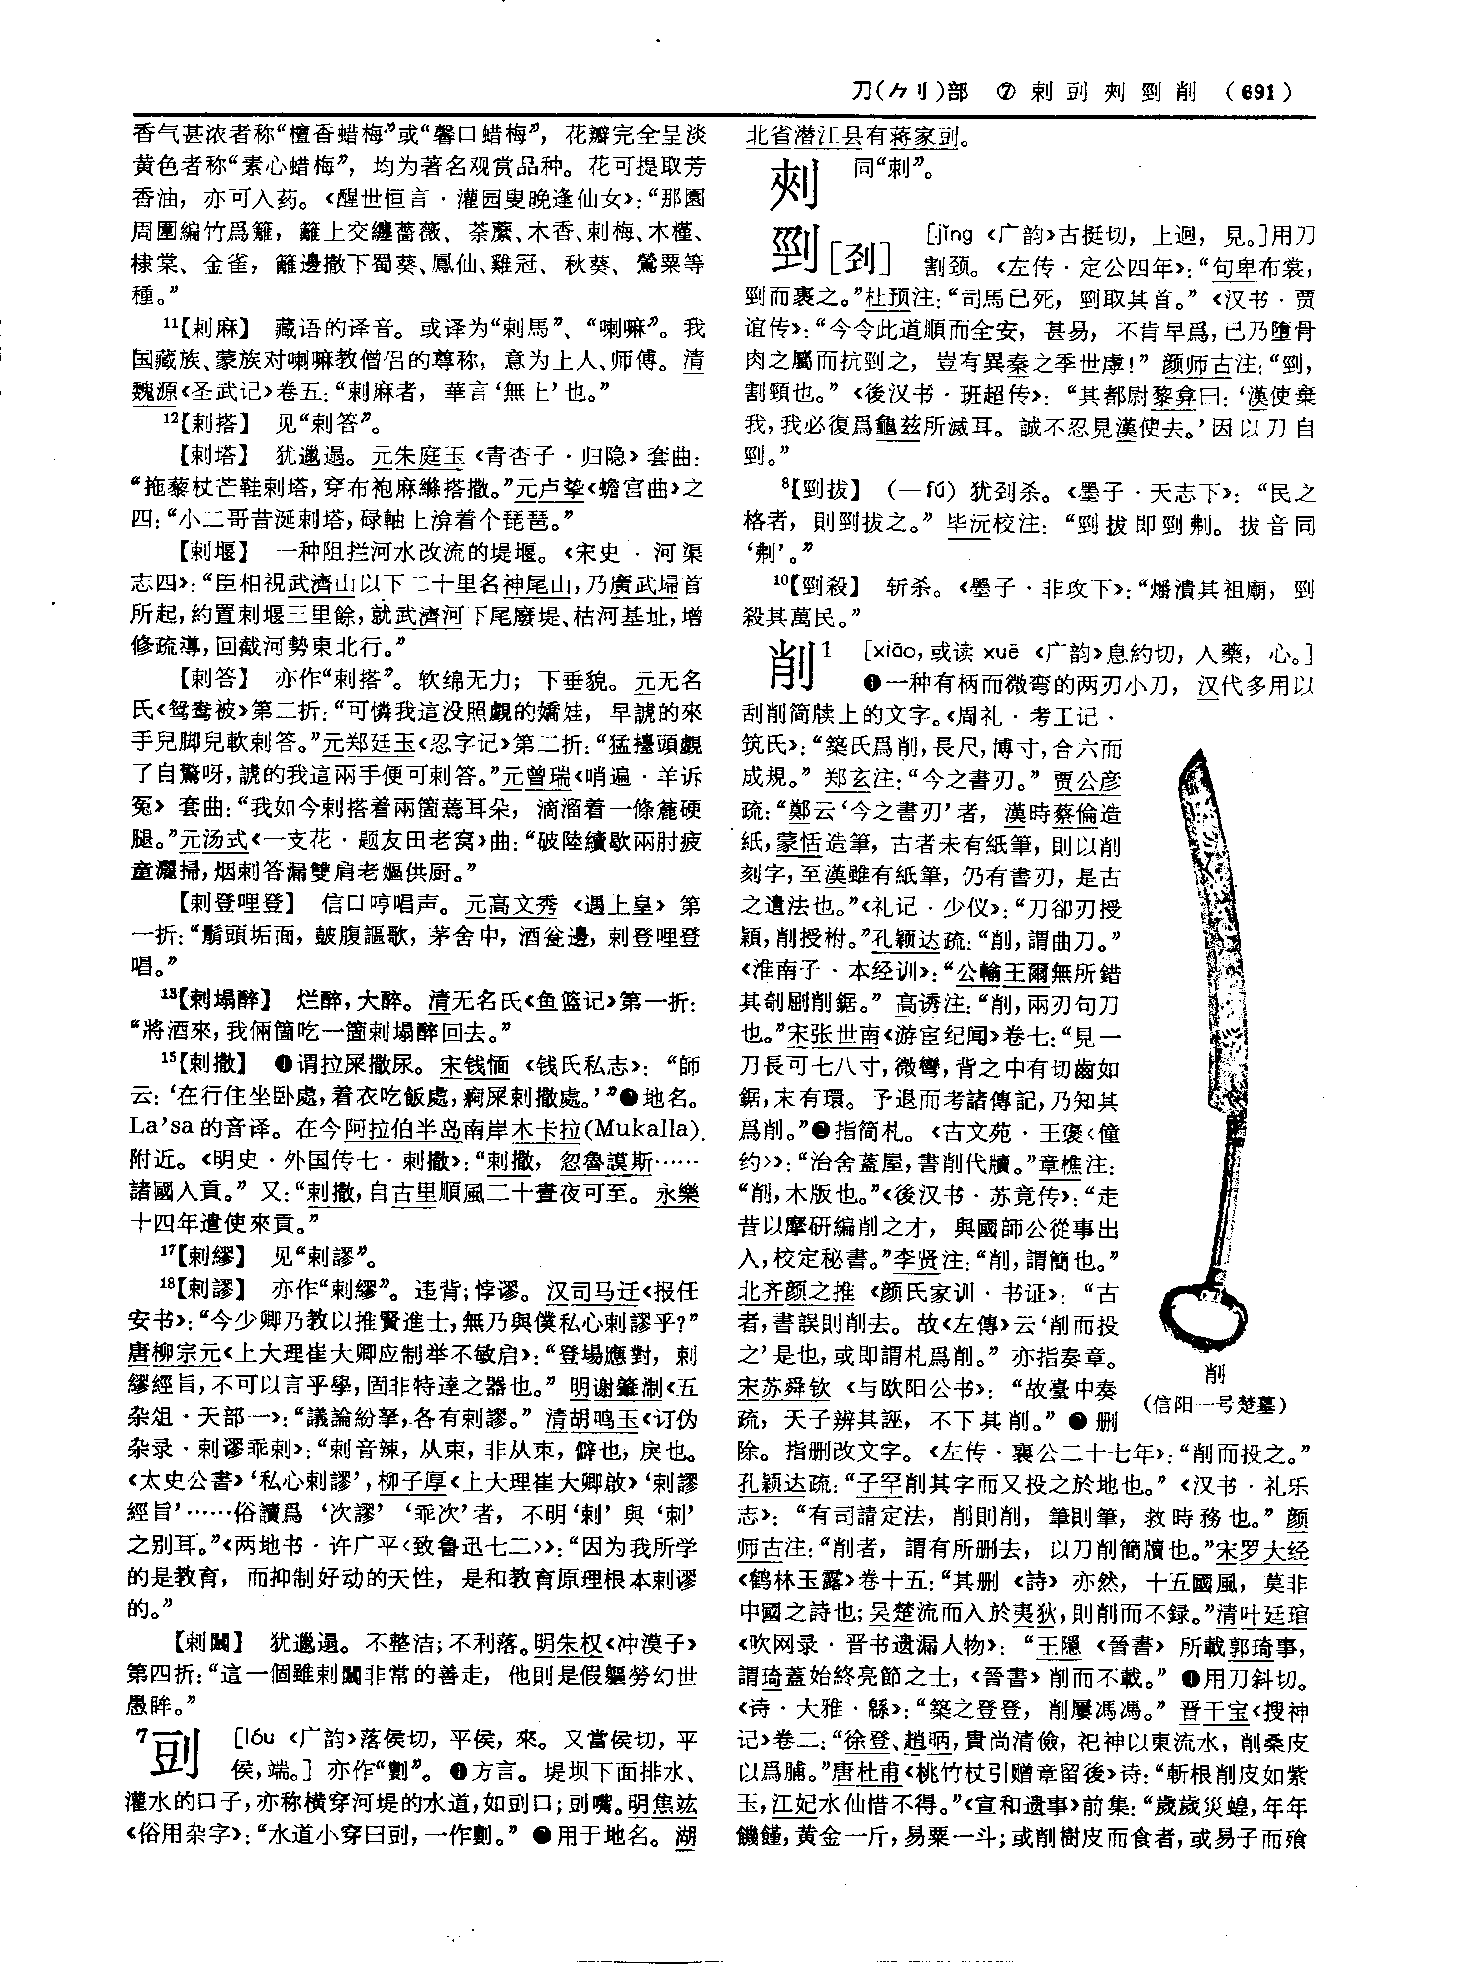 刀(⺈刂)部 ⑦ 剌 剅 刾 剄 削 (691)
香气甚浓者称“檀香蜡梅”或“馨口蜡梅”，花瓣完全呈淡
黄色者称“素心蜡梅”，均为著名观赏品种。花可提取芳
香油，亦可入药。《醒世恒言·灌园叟晚逢仙女》：“那園
周圍編竹爲籬，籬上交纏薔薇、荼蘼、木香、刺梅、木槿、
棣棠、金雀，籬邊撒下蜀葵、鳳仙、雞冠、秋葵、鶯粟等
種。”
11【剌麻】 藏语的译音。或译为“剌馬”、“喇嘛”。我
国藏族、蒙族对喇嘛教僧侣的尊称，意为上人、师傅。清
魏源《圣武记》卷五：“剌麻者，華言‘無上’也。”
12【剌搭】 见“剌答”。
【剌塔】 犹邋遢。元朱庭玉《青杏子·归隐》套曲：
“拖藜杖芒鞋剌塔，穿布袍麻縧搭撒。”元卢挚《蟾宫曲》之
四：“小二哥昔涎剌塔，碌軸上渰着个琵琶。”
【剌堰】 一种阻拦河水改流的堤堰。《宋史·河渠
志四》：“臣相視武濟山以下二十里名神尾山，乃廣武埽首
所起，約置剌堰三里餘，就武濟河下尾廢堤、枯河基址，增
修疏導，回截河勢東北行。”
【剌答】 亦作“剌搭”。软绵无力；下垂貌。元无名
氏《鸳鸯被》第二折：“可憐我這没照覷的嬌娃，早諕的來
手兒脚兒軟剌答。”元郑廷玉《忍字记》第二折：“猛擡頭觑
了自驚呀，諕的我這兩手便可剌答。”元曾瑞《哨遍·羊诉
冤》套曲：“我如今剌搭着兩箇蔫耳朵，滴溜着一條麄硬
腿。”元汤式《一支花·题友田老窝》曲：“破陸續歇兩肘疲
童灑掃，烟剌答漏雙肩老嫗供厨。”
【剌登哩登】 信口哼唱声。元高文秀《遇上皇》第
一折：“鬅頭垢面，鼓腹謳歌，茅舍中，酒瓮邊，剌登哩登
唱。”
13【剌塌醉】 烂醉，大醉。清无名氏《鱼篮记》第一折：
“將酒來，我倆箇吃一箇剌塌醉回去。”
15【剌撒】 ❶谓拉屎撒尿。宋钱愐《钱氏私志》：“師
云：‘在行住坐卧處，着衣吃飯處，痾屎剌撒處。’”❷地名。
La’sa的音译。在今阿拉伯半岛南岸木卡拉(Mukalla)
附近。《明史·外国传七·剌撒》：“剌撒，忽魯謨斯……
諸國入貢。”又：“剌撒，自古里順風二十晝夜可至。永樂
十四年遣使來貢。”
17【剌繆】 见“剌謬”。
18【剌謬】 亦作“剌繆”。违背；悖谬。汉司马迁《报任
安书》：“今少卿乃教以推賢進士，無乃與僕私心剌謬乎？”
唐柳宗元《上大理崔大卿应制举不敏启》：“登場應對，剌
繆經旨，不可以言乎學，固非特達之器也。”明谢肇淛《五
杂俎·天部一》：“議論紛拏，各有剌謬。”清胡鸣玉《订伪
杂录·剌谬乖剌》：“剌音辣，从束，非从朿，僻也，戾也。
《太史公書》‘私心剌謬’，柳子厚《上大理崔大卿啟》‘剌謬
經旨’……俗讀爲‘次謬’‘乖次’者，不明‘剌’與‘刺’
之别耳。”《两地书·许广平〈致鲁迅七二〉》：“因为我所学
的是教育，而抑制好动的天性，是和教育原理根本剌谬
的。”
【剌闒】 犹邋遢。不整洁；不利落。明朱权《冲漠子》
第四折：“這一個雖剌闒非常的善走，他則是假軀勞幻世
愚眸。”
7剅 [lóu 《广韵》落侯切，平侯，來。又當侯切，平
侯，端。]亦作“㔁”。❶方言。堤坝下面排水、
灌水的口子，亦称横穿河堤的水道，如剅口；剅嘴。明焦竑
《俗用杂字》：“水道小穿曰剅，一作㔁。”❷用于地名。湖
北省潜江县有蒋家剅。
刾 同“刺”。
剄[刭] [jǐng 《广韵》古挺切，上迥，見。]用刀
割颈。《左传·定公四年》：“句卑布裳，
剄而裹之。”杜预注：“司馬已死，剄取其首。”《汉书·贾
谊传》：“今令此道順而全安，甚易，不肯早爲，已乃墮骨
肉之屬而抗剄之，豈有異秦之季世虖！”颜师古注：“剄，
割頸也。”《後汉书·班超传》：“其都尉黎弇曰：‘漢使棄
我，我必復爲龜兹所滅耳。誠不忍見漢使去。’因以刀自
剄。”
8【剄拔】 （—fú）犹刭杀。《墨子·天志下》：“民之
格者，則剄拔之。”毕沅校注：“剄拔即剄刜。拔音同
‘刜’。”
10【剄殺】 斩杀。《墨子·非攻下》：“燔潰其祖廟，剄
殺其萬民。”
削1 [xiāo，或读 xuē 《广韵》息約切，入藥，心。]
❶一种有柄而微弯的两刃小刀，汉代多用以
刮削简牍上的文字。《周礼·考工记·
筑氏》：“築氏爲削，長尺，博寸，合六而
成規。”郑玄注：“今之書刃。”贾公彦
疏：“鄭云‘今之書刃’者，漢時蔡倫造
紙，蒙恬造筆，古者未有紙筆，則以削
刻字，至漢雖有紙筆，仍有書刃，是古
之遺法也。”《礼记·少仪》：“刀卻刃授
穎，削授柎。”孔颖达疏：“削，謂曲刀。”
《淮南子·本经训》：“公輸王爾無所錯
其剞劂削鋸。”高诱注：“削，兩刃句刀
也。”宋张世南《游宦纪闻》卷七：“見一
刀長可七八寸，微彎，背之中有切齒如
鋸，末有環。予退而考諸傳記，乃知其
爲削。”❷指简札。《古文苑·王褒〈僮
约〉》：“治舍蓋屋，書削代牘。”章樵注：
“削，木版也。”《後汉书·苏竟传》：“走
昔以摩研編削之才，與國師公從事出
入，校定秘書。”李贤注：“削，謂簡也。”
北齐颜之推《颜氏家训·书证》：“古
者，書誤則削去。故《左傳》云‘削而投
之’是也，或即謂札爲削。”亦指奏章。
宋苏舜钦《与欧阳公书》：“故臺中奏
疏，天子辨其誣，不下其削。”❸删
除。指删改文字。《左传·襄公二十七年》：“削而投之。”
孔颖达疏：“子罕削其字而又投之於地也。”《汉书·礼乐
志》：“有司請定法，削則削，筆則筆，救時務也。”颜
师古注：“削者，謂有所删去，以刀削簡牘也。”宋罗大经
《鹤林玉露》卷十五：“其删《詩》亦然，十五國風，莫非
中國之詩也；吴楚流而入於夷狄，則削而不録。”清叶廷琯
《吹网录·晋书遗漏人物》：“王隱《晉書》所載郭琦事，
謂琦蓋始終亮節之士，《晉書》削而不載。”❹用刀斜切。
《诗·大雅·緜》：“築之登登，削屢馮馮。”晋干宝《搜神
记》卷二：“徐登、趙昞，貴尚清儉，祀神以東流水，削桑皮
以爲脯。”唐杜甫《桃竹杖引赠章留後》诗：“斬根削皮如紫
玉，江妃水仙惜不得。”《宣和遗事》前集：“歲歲災蝗，年年
饑饉，黃金一斤，易粟一斗；或削樹皮而食者，或易子而飱
削
（信阳一号楚墓）